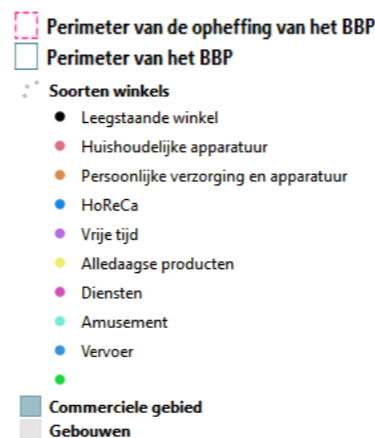 Perimeter van de opheffing van het BBP
Perimeter van het BBP
Soorten winkels
Leegstaande winkel
Huishoudelijke apparatuur
Persoonlijke verzorging en apparatuur
HoReCa
Vrije tijd
Alledaagse producten
Diensten
Amusement
Vervoer
Commerciele gebied
Gebouwen